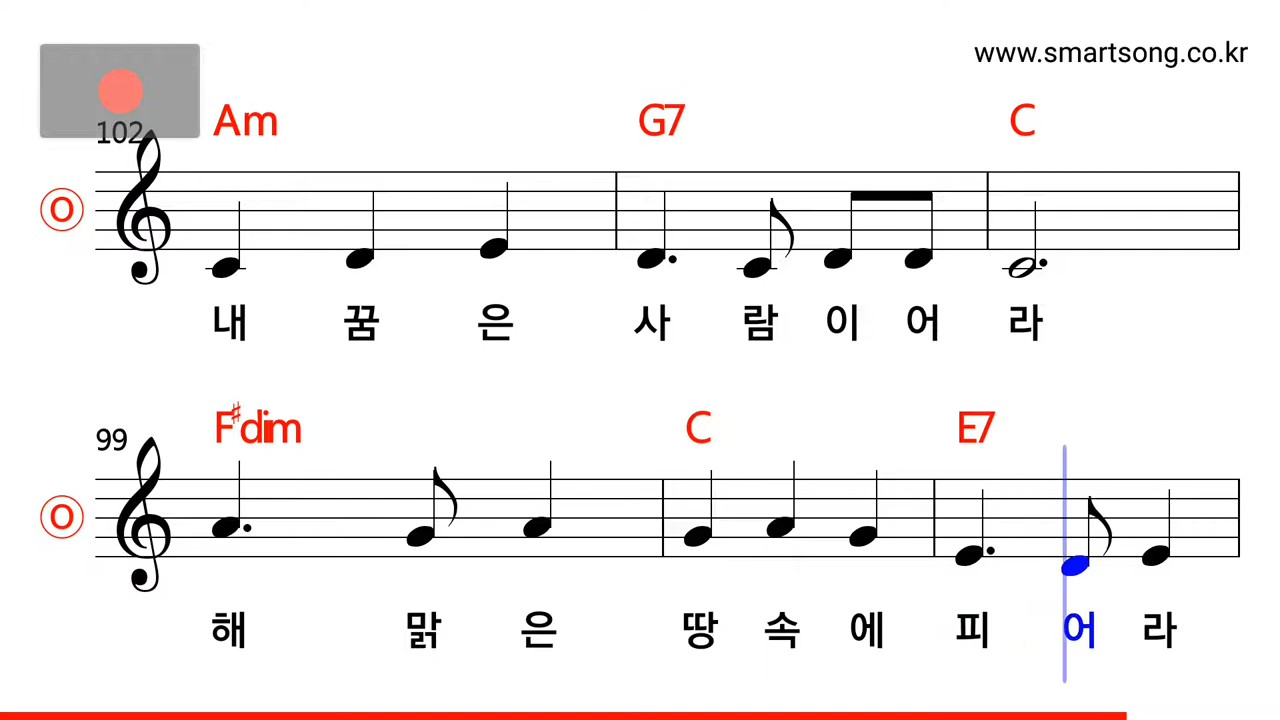 www.smartsong.co.kr
102 Am G7 C
O
내 꿈은 사람이어라
99 F♯dim C E7
O
해 맑은 땅속에 피어라